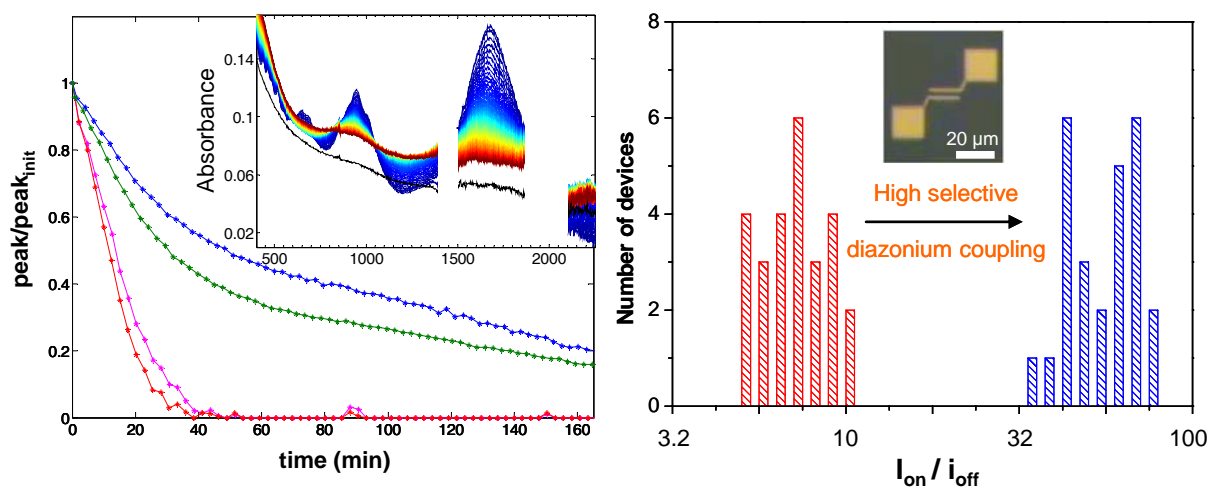 peak/peak_init
1
0.8
0.6
0.4
0.2
0
0 20 40 60 80 100 120 140 160
time (min)
Absorbance
0.14
0.1
0.06
0.02
500 1000 1500 2000
Number of devices
8
6
4
2
0
20 µm
High selective
diazonium coupling
3.2 10 32 100
I_on / i_off